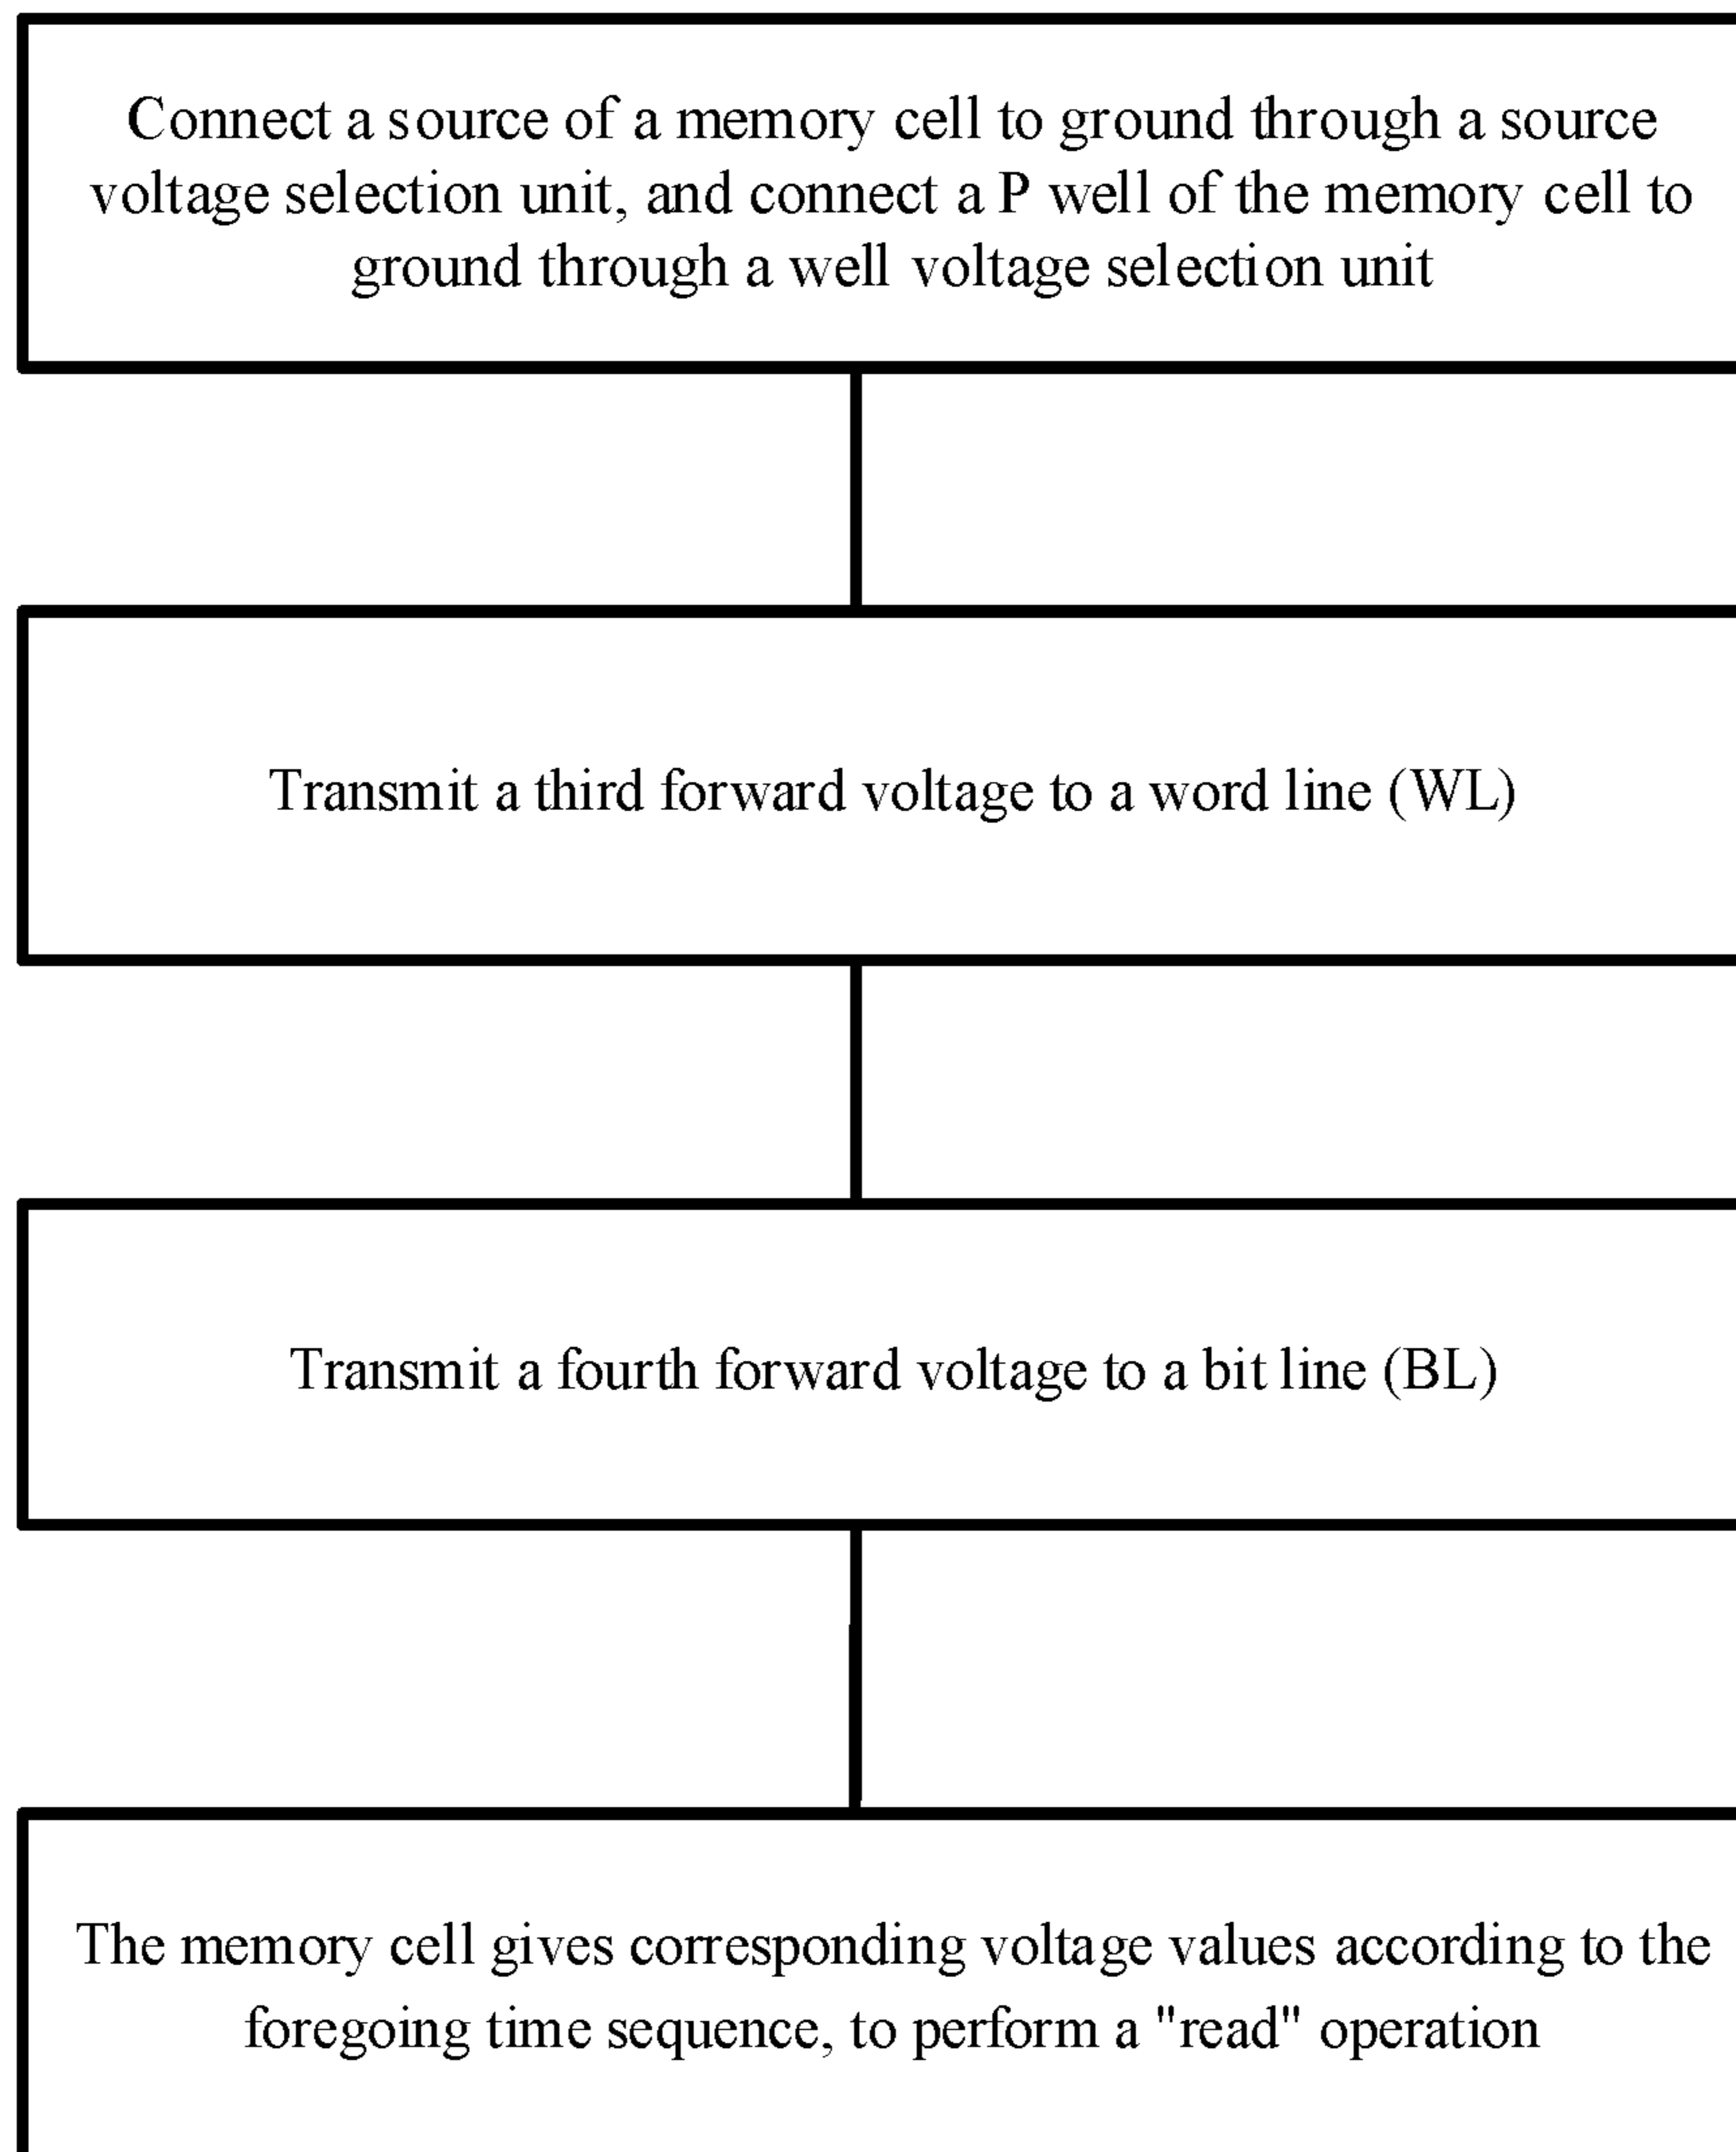 Connect a source of a memory cell to ground through a source
voltage selection unit, and connect a P well of the memory cell to
ground through a well voltage selection unit
Transmit a third forward voltage to a word line (WL)
Transmit a fourth forward voltage to a bit line (BL)
The memory cell gives corresponding voltage values according to the
foregoing time sequence, to perform a "read" operation